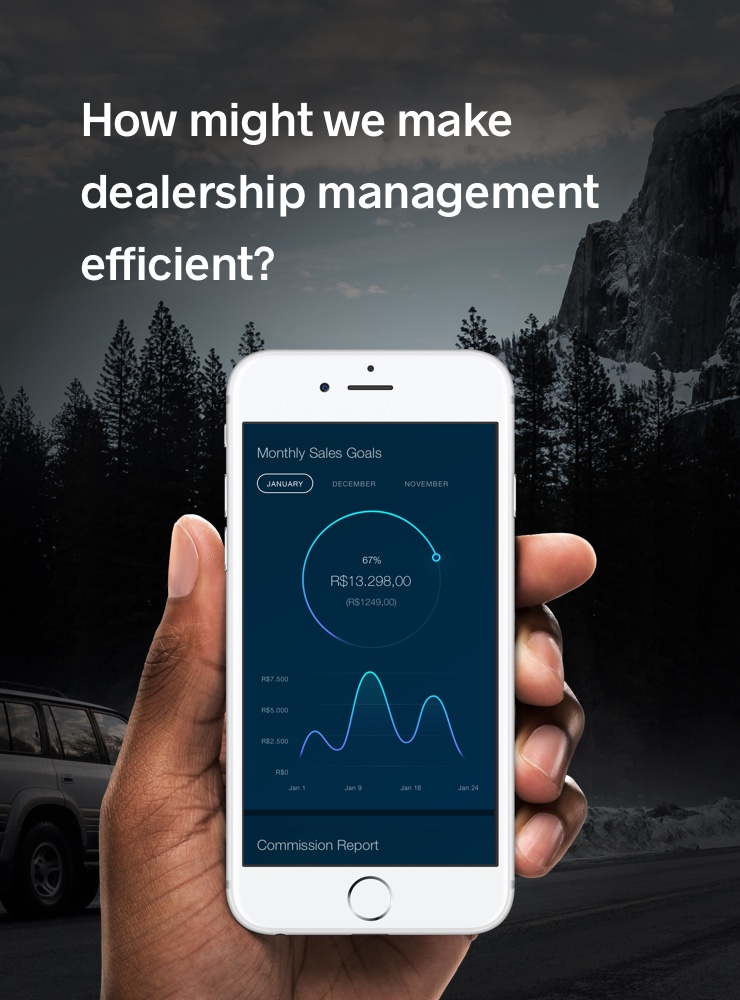 How might we make
dealership management
efficient?
Monthly Sales Goals
JANUARY DECEMBER NOVEMBER
67%
R$13.298,00
(R$1249,00)
R$7.500
R$5.000
R$2.500
R$0
Jan 1 Jan 9 Jan 18 Jan 24
Commission Report